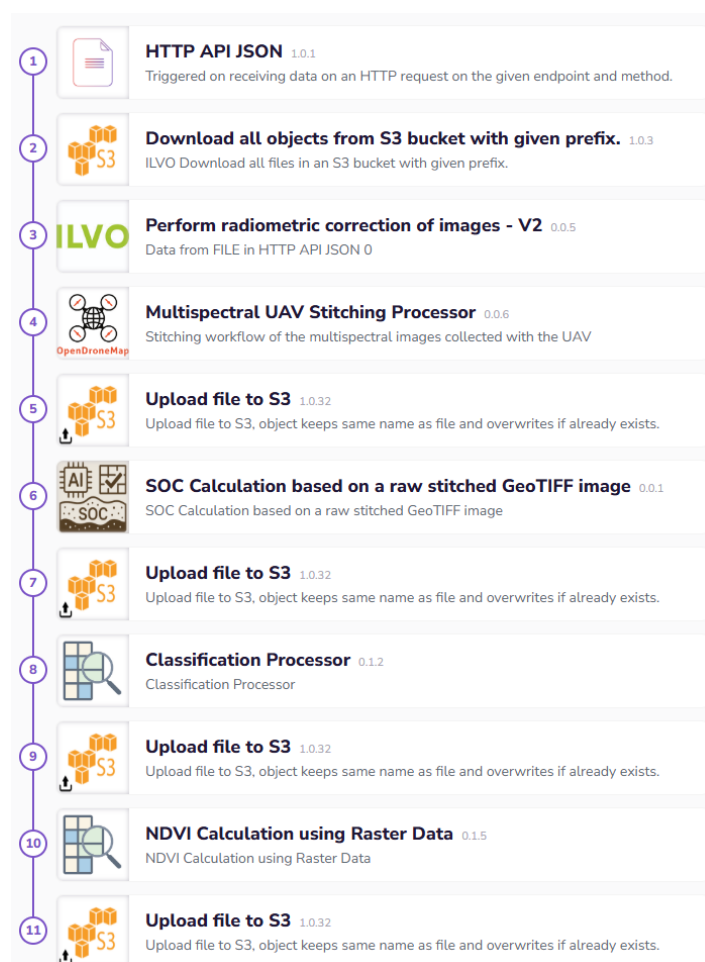 1
HTTP API JSON 1.0.1
Triggered on receiving data on an HTTP request on the given endpoint and method.
2
S3
Download all objects from S3 bucket with given prefix. 1.0.3
ILVO Download all files in an S3 bucket with given prefix.
3
ILVO
Perform radiometric correction of images - V2 0.0.5
Data from FILE in HTTP API JSON 0
4
OpenDroneMap
Multispectral UAV Stitching Processor 0.0.6
Stitching workflow of the multispectral images collected with the UAV
5
S3
Upload file to S3 1.0.32
Upload file to S3, object keeps same name as file and overwrites if already exists.
6
AI
SOC
SOC Calculation based on a raw stitched GeoTIFF image 0.0.1
SOC Calculation based on a raw stitched GeoTIFF image
7
S3
Upload file to S3 1.0.32
Upload file to S3, object keeps same name as file and overwrites if already exists.
8
Classification Processor 0.1.2
Classification Processor
9
S3
Upload file to S3 1.0.32
Upload file to S3, object keeps same name as file and overwrites if already exists.
10
NDVI Calculation using Raster Data 0.1.5
NDVI Calculation using Raster Data
11
S3
Upload file to S3 1.0.32
Upload file to S3, object keeps same name as file and overwrites if already exists.